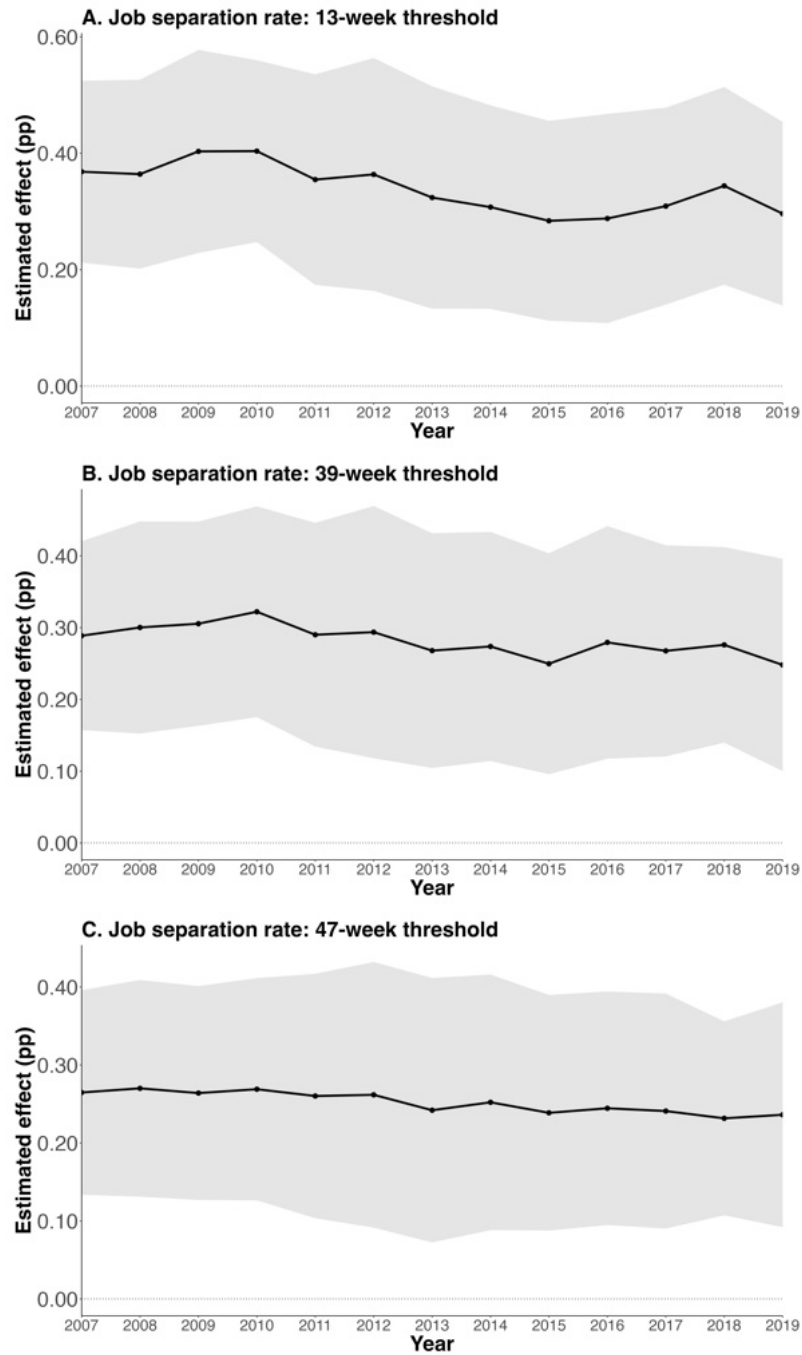 A. Job separation rate: 13-week threshold
Estimated effect (pp)
0.60
0.40
0.20
0.00
2007 2008 2009 2010 2011 2012 2013 2014 2015 2016 2017 2018 2019
Year
B. Job separation rate: 39-week threshold
Estimated effect (pp)
0.40
0.30
0.20
0.10
0.00
2007 2008 2009 2010 2011 2012 2013 2014 2015 2016 2017 2018 2019
Year
C. Job separation rate: 47-week threshold
Estimated effect (pp)
0.40
0.30
0.20
0.10
0.00
2007 2008 2009 2010 2011 2012 2013 2014 2015 2016 2017 2018 2019
Year